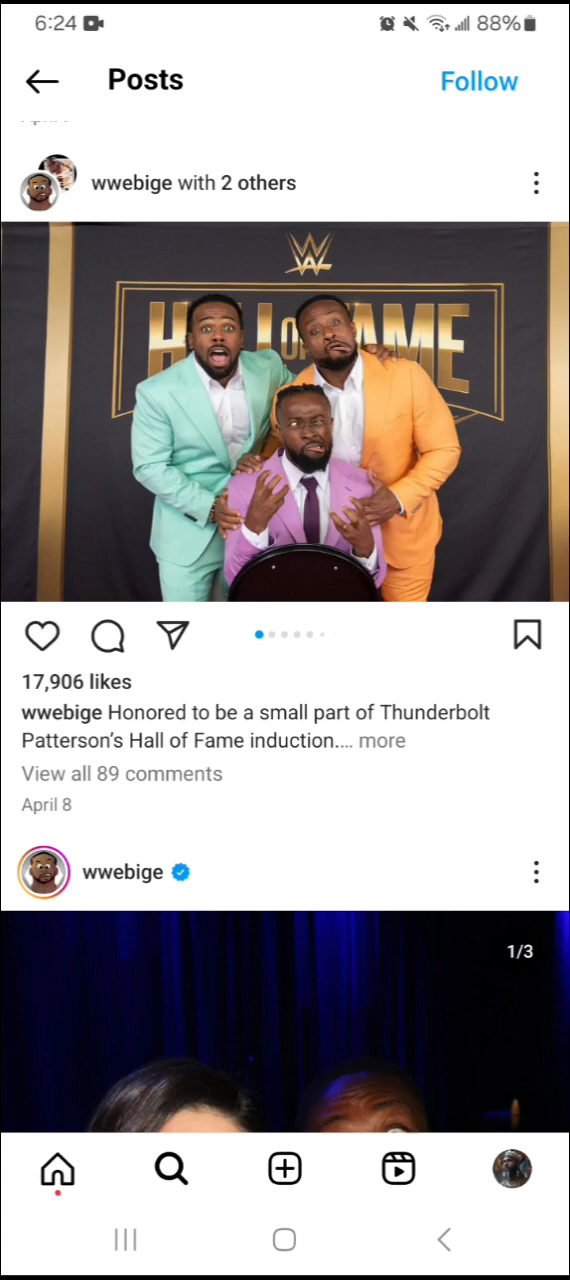 6:24
88%
Posts
Follow
wwebige with 2 others
W
HALL OF FAME
17,906 likes
wwebige Honored to be a small part of Thunderbolt
Patterson's Hall of Fame induction.... more
View all 89 comments
April 8
wwebige
1/3